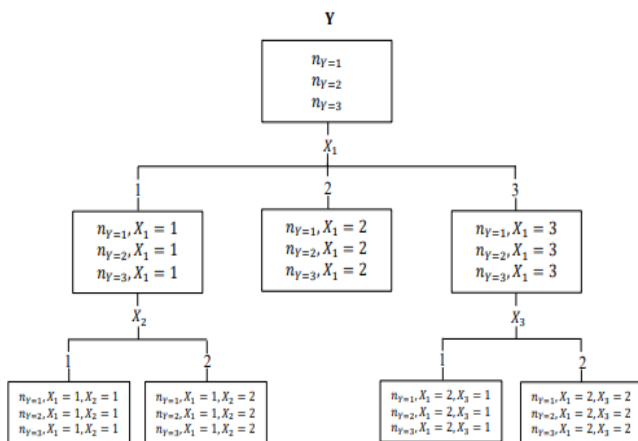 Y
n_{Y=1}
n_{Y=2}
n_{Y=3}
X_1
1 2 3
n_{Y=1}, X_1 = 1
n_{Y=2}, X_1 = 1
n_{Y=3}, X_1 = 1
n_{Y=1}, X_1 = 2
n_{Y=2}, X_1 = 2
n_{Y=3}, X_1 = 2
n_{Y=1}, X_1 = 3
n_{Y=2}, X_1 = 3
n_{Y=3}, X_1 = 3
X_2
X_3
1 2
1 2
n_{Y=1}, X_1 = 1, X_2 = 1
n_{Y=2}, X_1 = 1, X_2 = 1
n_{Y=3}, X_1 = 1, X_2 = 1
n_{Y=1}, X_1 = 1, X_2 = 2
n_{Y=2}, X_1 = 1, X_2 = 2
n_{Y=3}, X_1 = 1, X_2 = 2
n_{Y=1}, X_1 = 2, X_3 = 1
n_{Y=2}, X_1 = 2, X_3 = 1
n_{Y=3}, X_1 = 2, X_3 = 1
n_{Y=1}, X_1 = 2, X_3 = 2
n_{Y=2}, X_1 = 2, X_3 = 2
n_{Y=3}, X_1 = 2, X_3 = 2